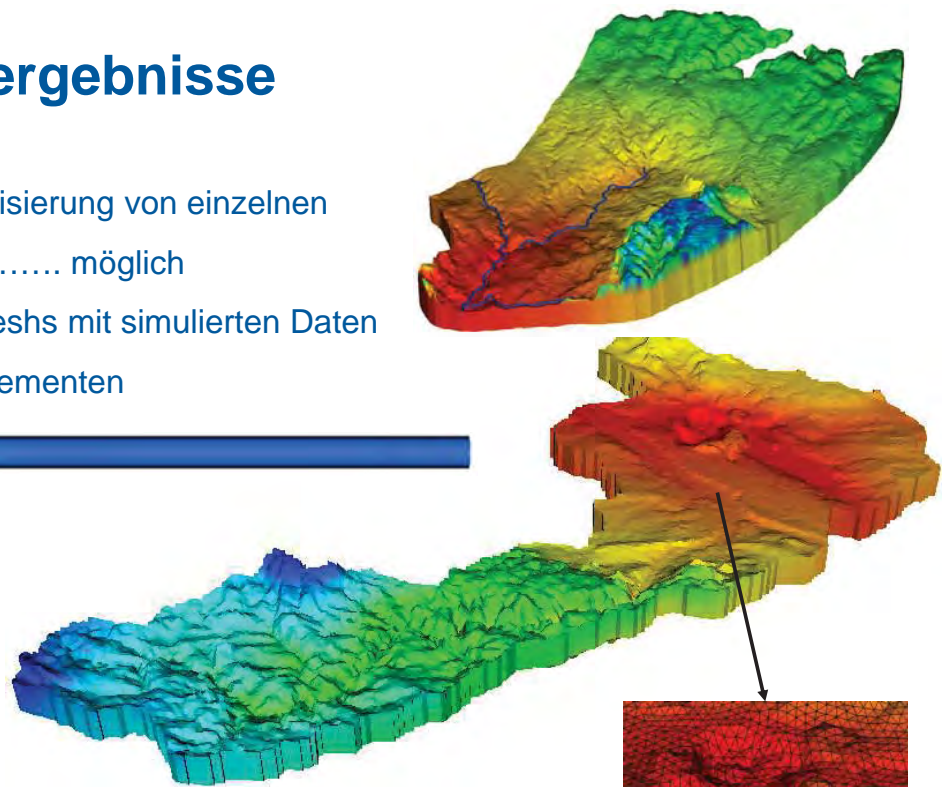 ergebnisse
isierung von einzelnen
……. möglich
eshs mit simulierten Daten
ementen